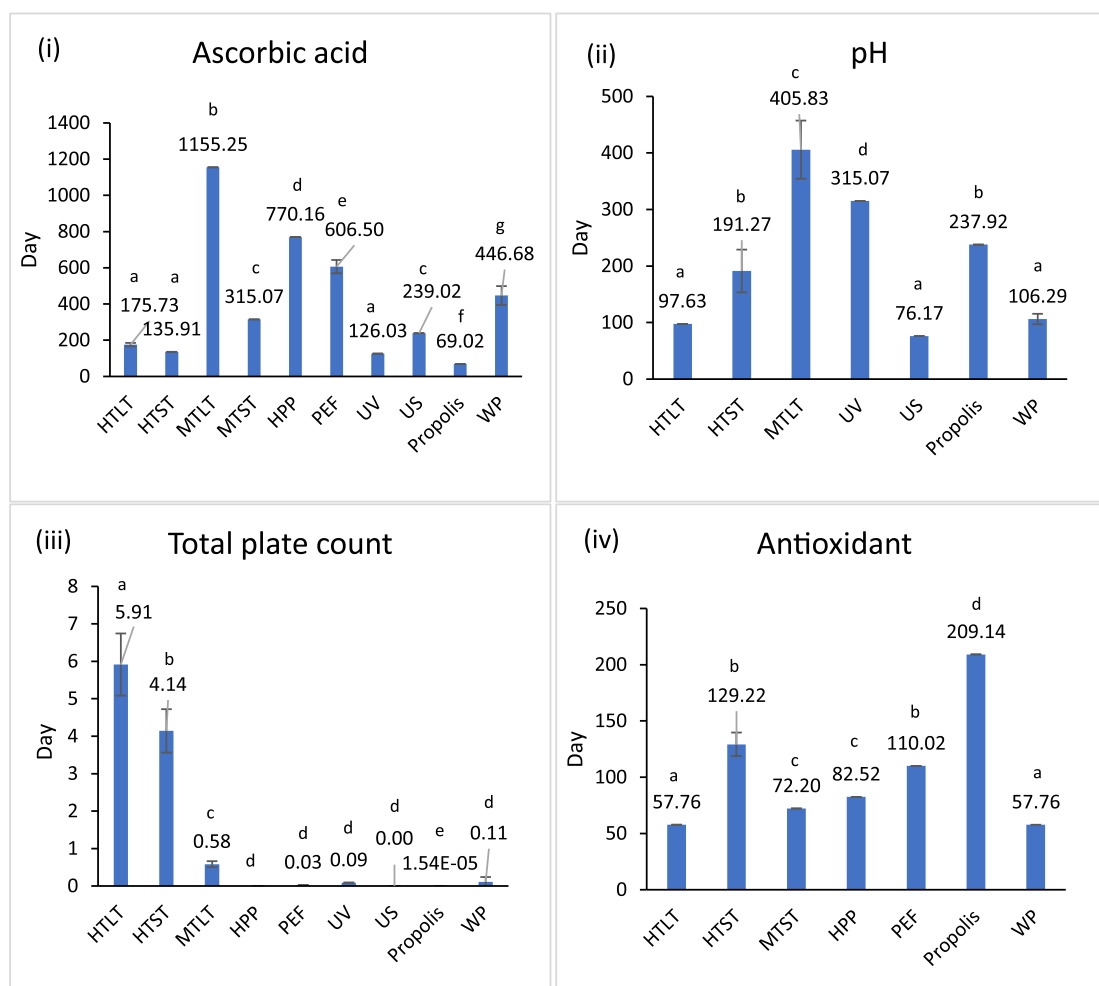 (i) Ascorbic acid
Day
1400
1200
1000
800
600
400
200
0
a
175.73
a
135.91
b
1155.25
c
315.07
d
770.16
e
606.50
a
126.03
c
239.02
f
69.02
g
446.68
HTLT
HTST
MTLT
MTST
HPP
PEF
UV
US
Propolis
WP
(ii) pH
Day
500
400
300
200
100
0
a
97.63
b
191.27
c
405.83
d
315.07
a
76.17
b
237.92
a
106.29
HTLT
HTST
MTLT
UV
US
Propolis
WP
(iii) Total plate count
Day
8
7
6
5
4
3
2
1
0
a
5.91
b
4.14
c
0.58
d
d
0.03
d
0.09
d
0.00
e
1.54E-05
d
0.11
HTLT
HTST
MTLT
HPP
PEF
UV
US
Propolis
WP
(iv) Antioxidant
Day
250
200
150
100
50
0
a
57.76
b
129.22
c
72.20
c
82.52
b
110.02
d
209.14
a
57.76
HTLT
HTST
MTST
HPP
PEF
Propolis
WP